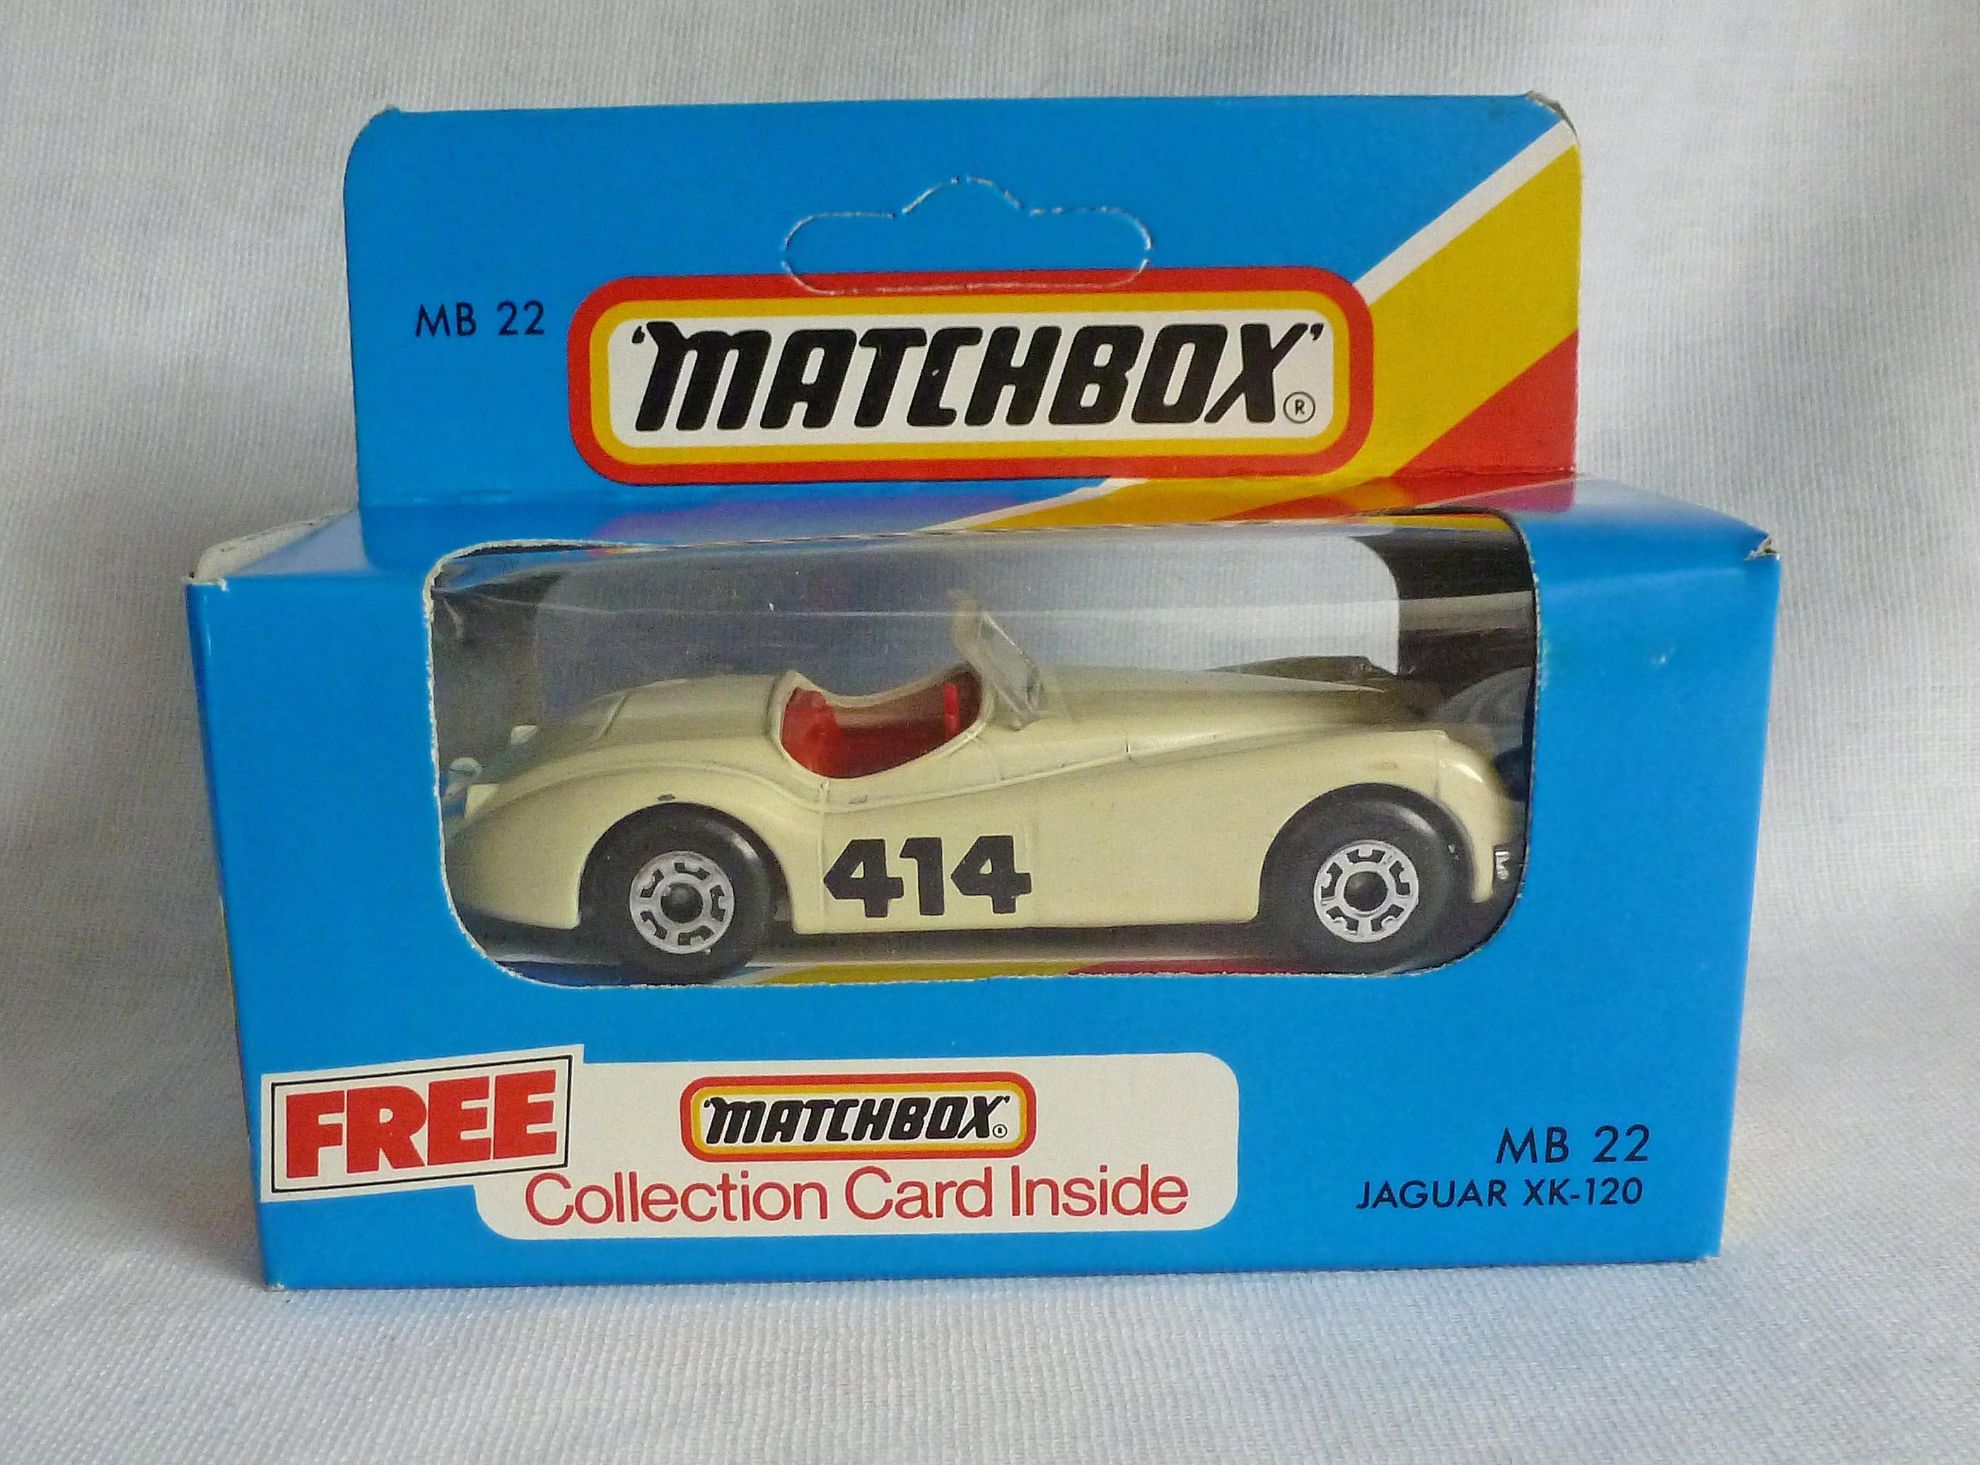 MB 22
'MATCHBOX'®
414
FREE
'MATCHBOX'®
Collection Card Inside
MB 22
JAGUAR XK-120